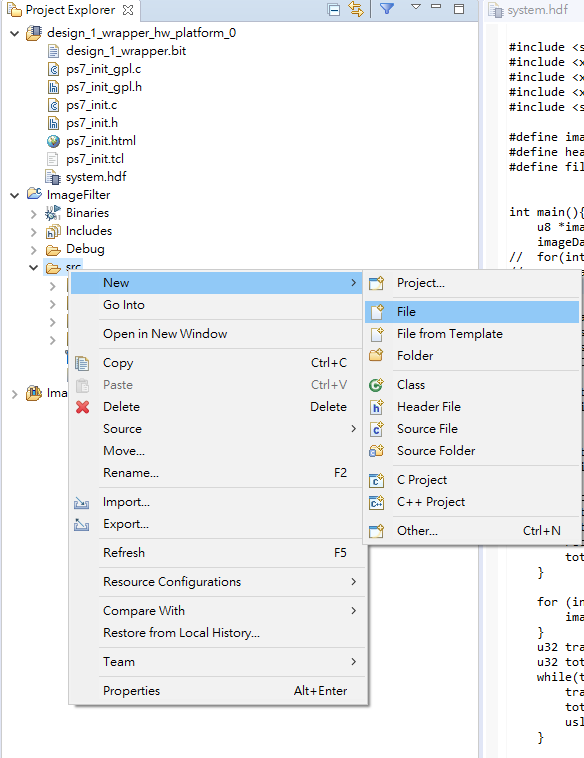 Project Explorer
design_1_wrapper_hw_platform_0
design_1_wrapper.bit
ps7_init_gpl.c
ps7_init_gpl.h
ps7_init.c
ps7_init.h
ps7_init.html
ps7_init.tcl
system.hdf
ImageFilter
Binaries
Includes
Debug
src
Ima
New
Go Into
Open in New Window
Copy Ctrl+C
Paste Ctrl+V
Delete Delete
Source
Move...
Rename... F2
Import...
Export...
Refresh F5
Resource Configurations
Compare With
Restore from Local History...
Team
Properties Alt+Enter
Project...
File
File from Template
Folder
Class
Header File
Source File
Source Folder
C Project
C++ Project
Other... Ctrl+N
system.hdf
#include <s
#include <x
#include <x
#include <x
#include <s
#define ima
#define hea
#define fil
int main(){
u8 *ima
imageDa
// for(int
tot
}
for (in
ima
}
u32 tra
u32 tot
while(t
tra
tot
usl
}